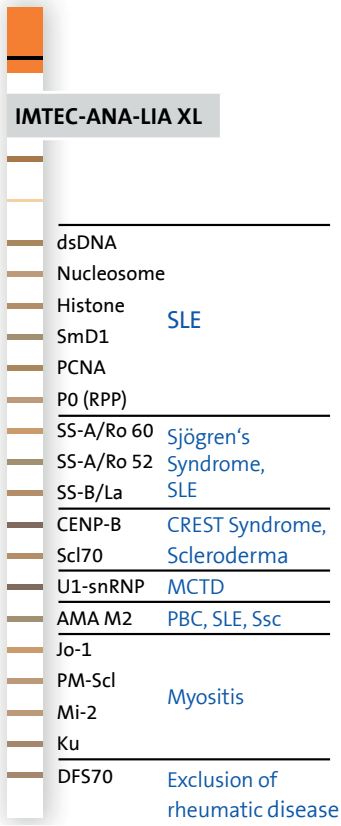 IMTEC-ANA-LIA XL
dsDNA
Nucleosome
Histone
SmD1
PCNA
P0 (RPP)
SLE
SS-A/Ro 60
SS-A/Ro 52
SS-B/La
Sjögren‘s
Syndrome,
SLE
CENP-B
Scl70
CREST Syndrome,
Scleroderma
U1-snRNP
MCTD
AMA M2
PBC, SLE, Ssc
Jo-1
PM-Scl
Mi-2
Ku
Myositis
DFS70
Exclusion of
rheumatic disease